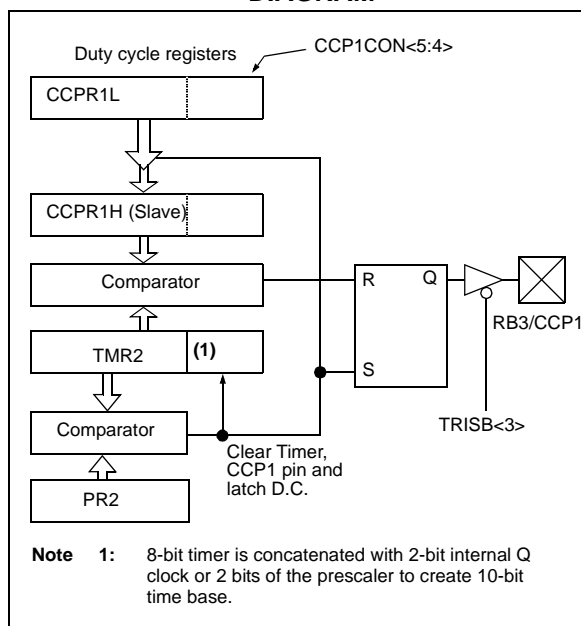 DIAGRAM
Duty cycle registers
CCP1CON<5:4>
CCPR1L
CCPR1H (Slave)
Comparator
R
Q
RB3/CCP1
TMR2
(1)
S
TRISB<3>
Comparator
Clear Timer,
CCP1 pin and
latch D.C.
PR2
Note 1: 8-bit timer is concatenated with 2-bit internal Q
clock or 2 bits of the prescaler to create 10-bit
time base.